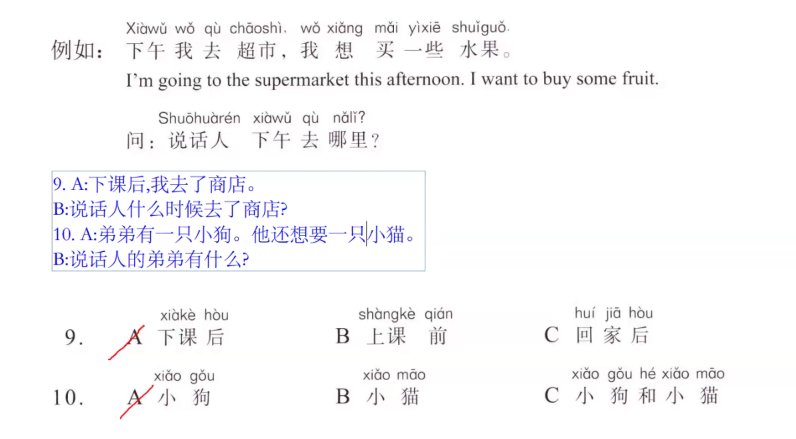 Xiàwǔ wǒ qù chāoshì, wǒ xiǎng mǎi yìxiē shuǐguǒ.
例如：下午我去超市，我想买一些水果。
I'm going to the supermarket this afternoon. I want to buy some fruit.
Shuōhuàrén xiàwǔ qù nǎlǐ?
问：说话人下午去哪里？
9. A:下课后,我去了商店。
B:说话人什么时候去了商店?
10. A:弟弟有一只小狗。他还想要一只小猫。
B:说话人的弟弟有什么?
xiàkè hòu shàngkè qián huí jiā hòu
9. A 下课后 B 上课前 C 回家后
xiǎo gǒu xiǎo māo xiǎo gǒu hé xiǎo māo
10. A 小狗 B 小猫 C 小狗和小猫